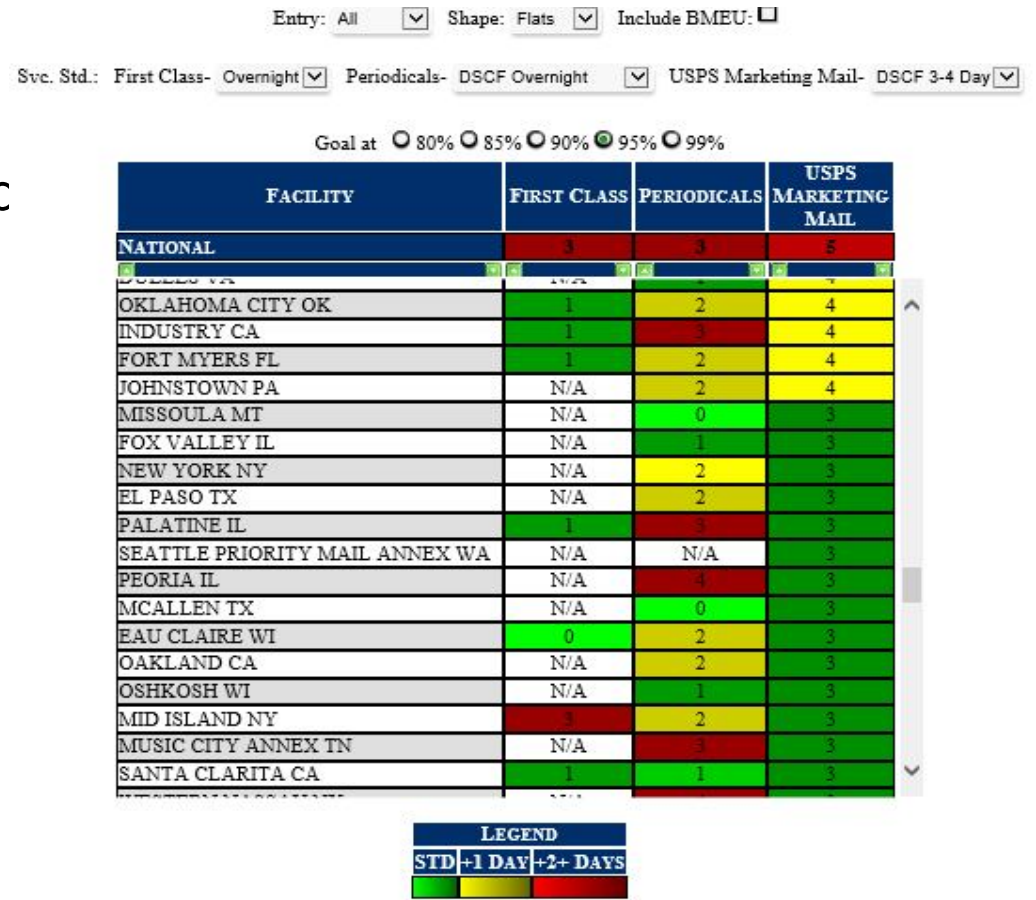 Entry: All Shape: Flats Include BMEU:
Svc. Std.: First Class- Overnight Periodicals- DSCF Overnight USPS Marketing Mail- DSCF 3-4 Day
Goal at 80% 85% 90% 95% 99%
FACILITY FIRST CLASS PERIODICALS USPS MARKETING MAIL
NATIONAL 3 3 5
OKLAHOMA CITY OK 1 2 4
INDUSTRY CA 1 3 4
FORT MYERS FL 1 2 4
JOHNSTOWN PA N/A 2 4
MISSOULA MT N/A 0 3
FOX VALLEY IL N/A 1 3
NEW YORK NY N/A 2 3
EL PASO TX N/A 2 3
PALATINE IL 1 3 3
SEATTLE PRIORITY MAIL ANNEX WA N/A N/A 3
PEORIA IL N/A 4 3
MCALLEN TX N/A 0 3
EAU CLAIRE WI 0 2 3
OAKLAND CA N/A 2 3
OSHKOSH WI N/A 1 3
MID ISLAND NY 3 2 3
MUSIC CITY ANNEX TN N/A 3 3
SANTA CLARITA CA 1 1 3
LEGEND
STD +1 DAY +2+ DAYS